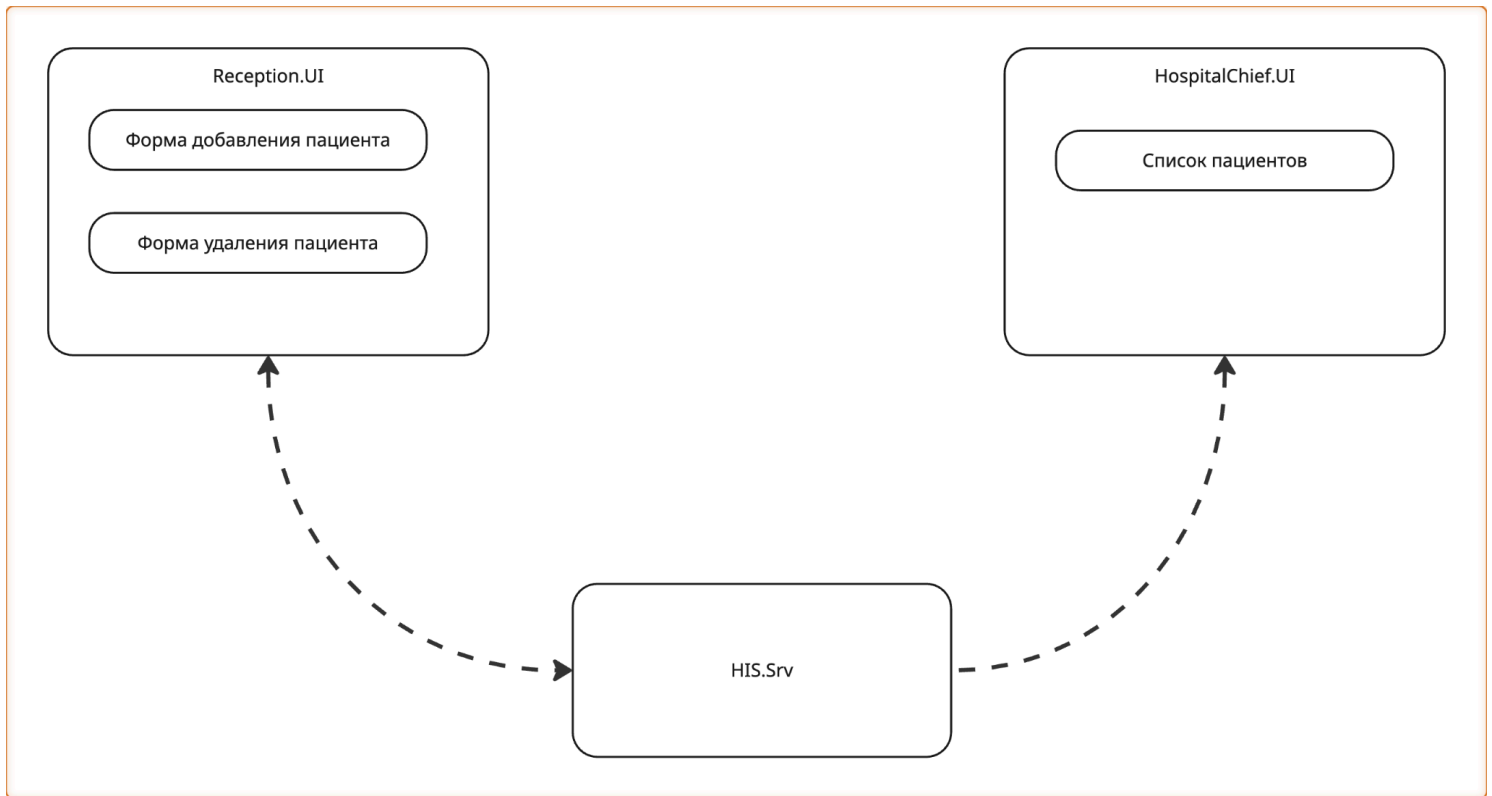 Reception.UI
Форма добавления пациента
Форма удаления пациента
HospitalChief.UI
Список пациентов
HIS.Srv